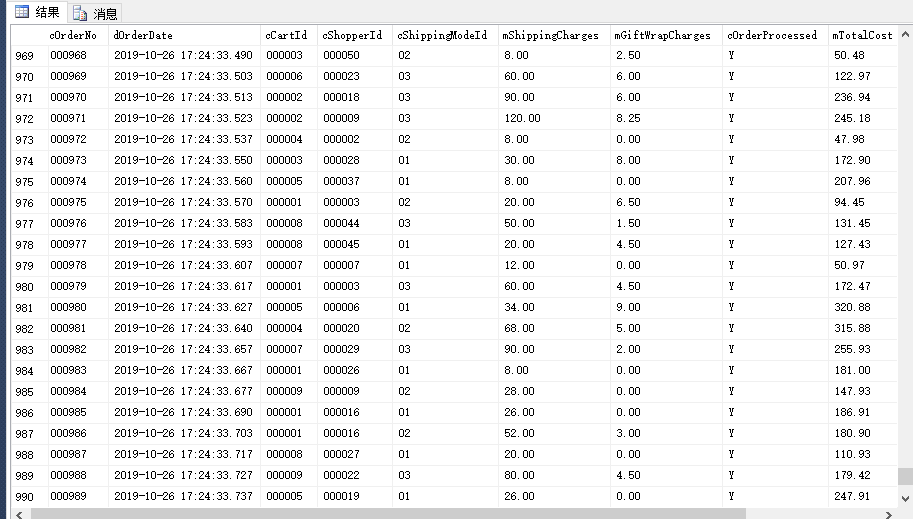 结果 消息
cOrderNo dOrderDate cCartId cShopperId cShippingModeId mShippingCharges mGiftWrapCharges cOrderProcessed mTotalCost
969 000968 2019-10-26 17:24:33.490 000003 000050 02 8.00 2.50 Y 50.48
970 000969 2019-10-26 17:24:33.503 000006 000023 03 60.00 6.00 Y 122.97
971 000970 2019-10-26 17:24:33.513 000002 000018 03 90.00 6.00 Y 236.94
972 000971 2019-10-26 17:24:33.523 000002 000009 03 120.00 8.25 Y 245.18
973 000972 2019-10-26 17:24:33.537 000004 000002 02 8.00 0.00 Y 47.98
974 000973 2019-10-26 17:24:33.550 000003 000028 01 30.00 8.00 Y 172.90
975 000974 2019-10-26 17:24:33.560 000005 000037 01 8.00 0.00 Y 207.96
976 000975 2019-10-26 17:24:33.570 000001 000003 02 20.00 6.50 Y 94.45
977 000976 2019-10-26 17:24:33.583 000008 000044 03 50.00 1.50 Y 131.45
978 000977 2019-10-26 17:24:33.593 000008 000045 01 20.00 4.50 Y 127.43
979 000978 2019-10-26 17:24:33.607 000007 000007 01 12.00 0.00 Y 50.97
980 000979 2019-10-26 17:24:33.617 000001 000003 03 60.00 4.50 Y 172.47
981 000980 2019-10-26 17:24:33.627 000005 000006 01 34.00 9.00 Y 320.88
982 000981 2019-10-26 17:24:33.640 000004 000020 02 68.00 5.00 Y 315.88
983 000982 2019-10-26 17:24:33.657 000007 000029 03 90.00 2.00 Y 255.93
984 000983 2019-10-26 17:24:33.667 000001 000026 01 8.00 0.00 Y 181.00
985 000984 2019-10-26 17:24:33.677 000009 000009 02 28.00 0.00 Y 147.93
986 000985 2019-10-26 17:24:33.690 000001 000016 01 26.00 0.00 Y 186.91
987 000986 2019-10-26 17:24:33.703 000001 000016 02 52.00 3.00 Y 180.90
988 000987 2019-10-26 17:24:33.717 000008 000027 01 20.00 0.00 Y 110.93
989 000988 2019-10-26 17:24:33.727 000009 000022 03 80.00 4.50 Y 179.42
990 000989 2019-10-26 17:24:33.737 000005 000019 01 26.00 0.00 Y 247.91